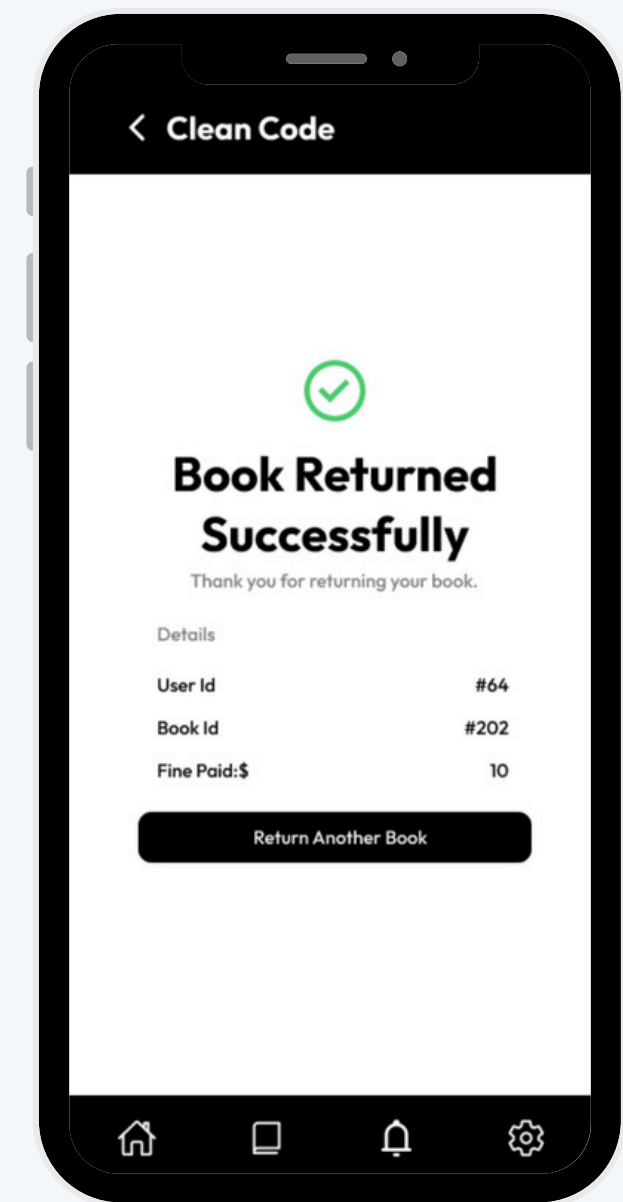 Clean Code
Book Returned
Successfully
Thank you for returning your book.
Details
User Id #64
Book Id #202
Fine Paid:$ 10
Return Another Book